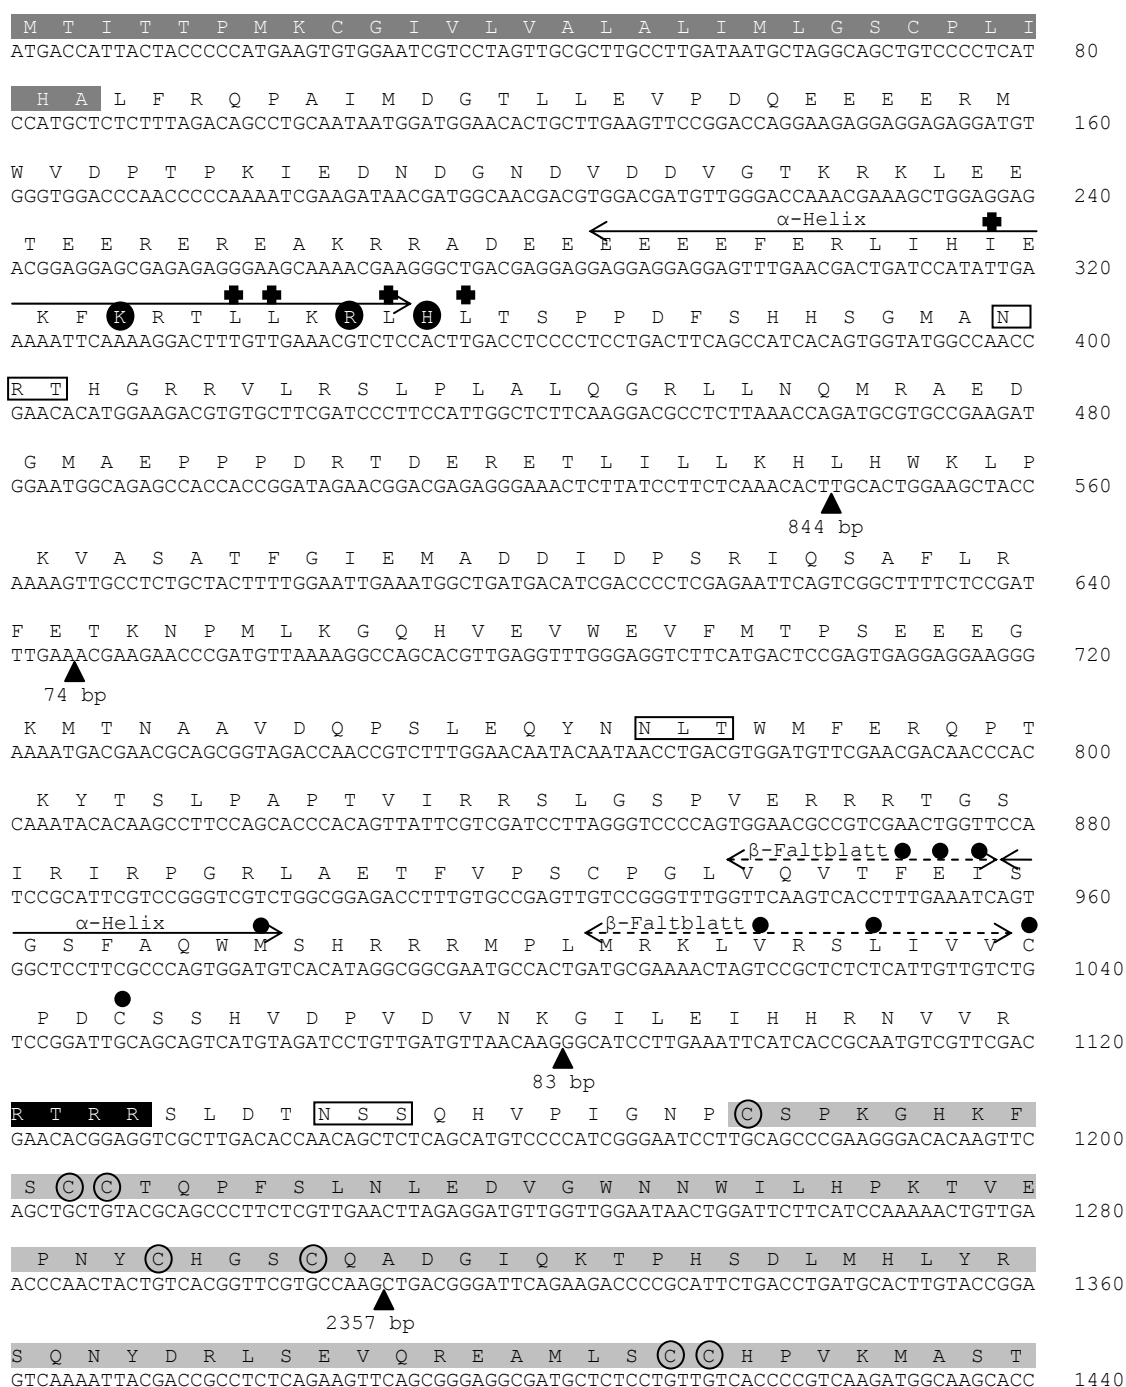 M T I T T P M K C G I V L V A L A L I M L G S C P L I
ATGACCATTACTACCCCCATGAAGTGTGGAATCGTCCTAGTTGCGCTTGCCTTGATAATGCTAGGCAGCTGTCCCCTCAT 80
H A L F R Q P A I M D G T L L E V P D Q E E E E R M
CCATGCTCTCTTTAGACAGCCTGCAATAATGGATGGAACACTGCTTGAAGTTCCGGACCAGGAAGAGGAGGAGAGGATGT 160
W V D P T P K I E D N D G N D V D D V G T K R K L E E
GGGTGGACCCAACCCCCAAAATCGAAGATAACGATGGCAACGACGTGGACGATGTTGGGACCAAACGAAAGCTGGAGGAG 240
α-Helix
T E E R E R E A K R R A D E E E E E E F E R L I H I E
ACGGAGGAGCGAGAGAGGGAAGCAAAACGAAGGGCTGACGAGGAGGAGGAGGAGGAGTTTGAACGACTGATCCATATTGA 320
K F K R T L L K R L H L T S P P D F S H H S G M A N
AAAATTCAAAAGGACTTTGTTGAAACGTCTCCACTTGACCTCCCCTCCTGACTTCAGCCATCACAGTGGTATGGCCAACC 400
R T H G R R V L R S L P L A L Q G R L L N Q M R A E D
GAACACATGGAAGACGTGTGCTTCGATCCCTTCCATTGGCTCTTCAAGGACGCCTCTTAAACCAGATGCGTGCCGAAGAT 480
G M A E P P P D R T D E R E T L I L L K H L H W K L P
GGAATGGCAGAGCCACCACCGGATAGAACGGACGAGAGGGAAACTCTTATCCTTCTCAAACACTTGCACTGGAAGCTACC 560
844 bp
K V A S A T F G I E M A D D I D P S R I Q S A F L R
AAAAGTTGCCTCTGCTACTTTTGGAATTGAAATGGCTGATGACATCGACCCCTCGAGAATTCAGTCGGCTTTTCTCCGAT 640
F E T K N P M L K G Q H V E V W E V F M T P S E E E G
TTGAAACGAAGAACCCGATGTTAAAAGGCCAGCACGTTGAGGTTTGGGAGGTCTTCATGACTCCGAGTGAGGAGGAAGGG 720
74 bp
K M T N A A V D Q P S L E Q Y N N L T W M F E R Q P T
AAAATGACGAACGCAGCGGTAGACCAACCGTCTTTGGAACAATACAATAACCTGACGTGGATGTTCGAACGACAACCCAC 800
K Y T S L P A P T V I R R S L G S P V E R R R T G S
CAAATACACAAGCCTTCCAGCACCCACAGTTATTCGTCGATCCTTAGGGTCCCCAGTGGAACGCCGTCGAACTGGTTCCA 880
β-Faltblatt
I R I R P G R L A E T F V P S C P G L V Q V T F E I S
TCCGCATTCGTCCGGGTCGTCTGGCGGAGACCTTTGTGCCGAGTTGTCCGGGTTTGGTTCAAGTCACCTTTGAAATCAGT 960
α-Helix β-Faltblatt
G S F A Q W M S H R R R M P L M R K L V R S L I V V C
GGCTCCTTCGCCCAGTGGATGTCACATAGGCGGCGAATGCCACTGATGCGAAAACTAGTCCGCTCTCTCATTGTTGTCTG 1040
P D C S S H V D P V D V N K G I L E I H H R N V V R
TCCGGATTGCAGCAGTCATGTAGATCCTGTTGATGTTAACAAGGGCATCCTTGAAATTCATCACCGCAATGTCGTTCGAC 1120
83 bp
R T R R S L D T N S S Q H V P I G N P C S P K G H K F
GAACACGGAGGTCGCTTGACACCAACAGCTCTCAGCATGTCCCCATCGGGAATCCTTGCAGCCCGAAGGGACACAAGTTC 1200
S C C T Q P F S L N L E D V G W N N W I L H P K T V E
AGCTGCTGTACGCAGCCCTTCTCGTTGAACTTAGAGGATGTTGGTTGGAATAACTGGATTCTTCATCCAAAAACTGTTGA 1280
P N Y C H G S C Q A D G I Q K T P H S D L M H L Y R
ACCCAACTACTGTCACGGTTCGTGCCAAGCTGACGGGATTCAGAAGACCCCGCATTCTGACCTGATGCACTTGTACCGGA 1360
2357 bp
S Q N Y D R L S E V Q R E A M L S C C H P V K M A S T
GTCAAAATTACGACCGCCTCTCAGAAGTTCAGCGGGAGGCGATGCTCTCCTGTTGTCACCCCGTCAAGATGGCAAGCACC 1440